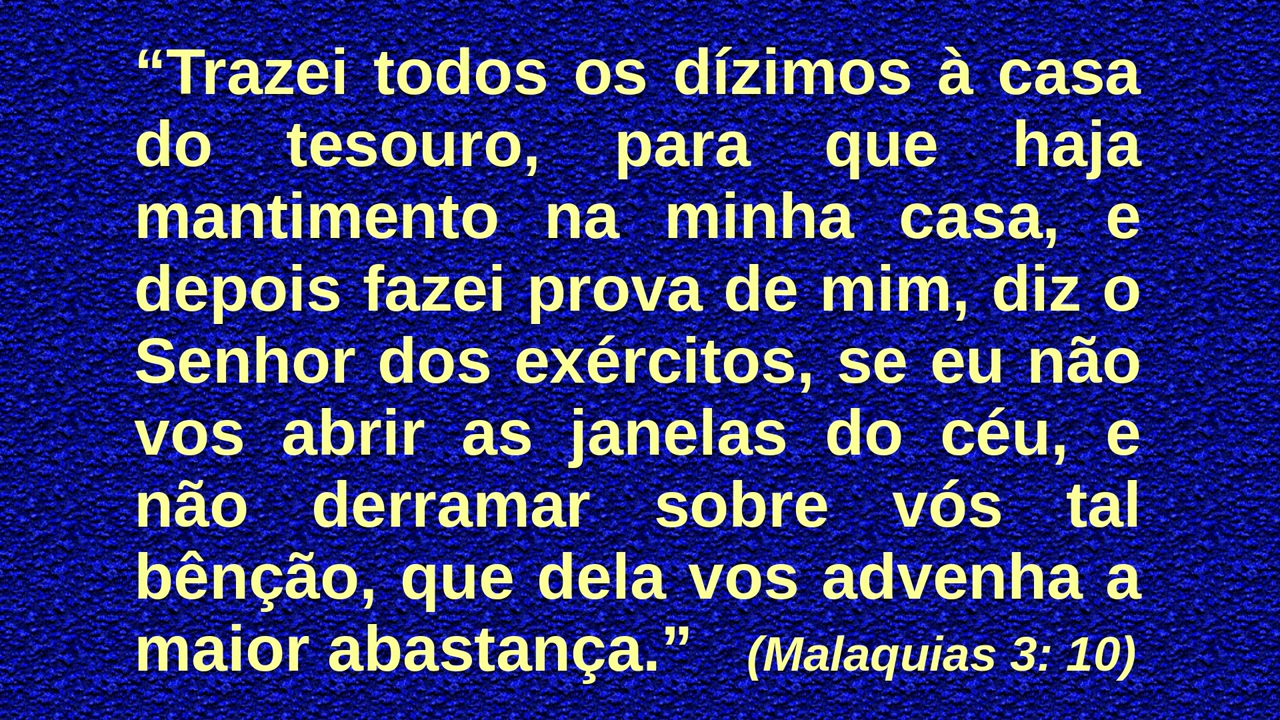 “Trazei todos os dízimos à casa
do tesouro, para que haja
mantimento na minha casa, e
depois fazei prova de mim, diz o
Senhor dos exércitos, se eu não
vos abrir as janelas do céu, e
não derramar sobre vós tal
bênção, que dela vos advenha a
maior abastança.” (Malaquias 3: 10)